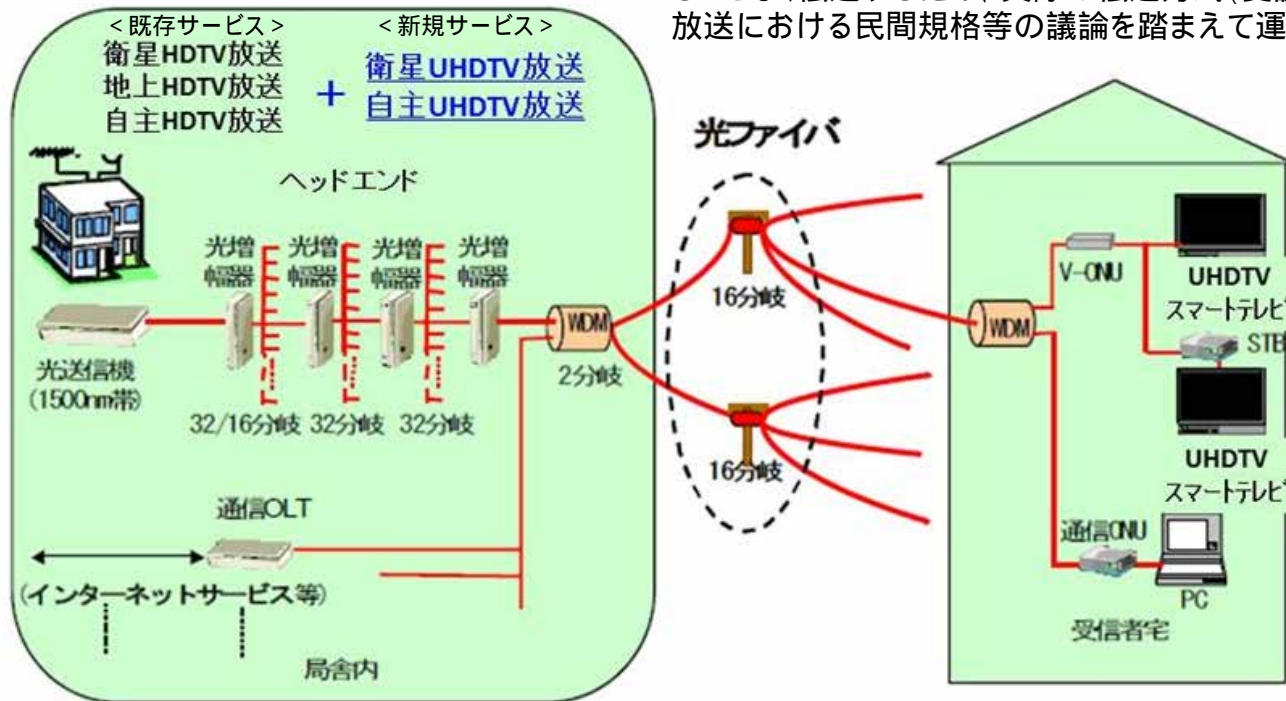 放送における民間規格等の議論を踏まえて運
<既存サービス>
衛星HDTV放送
地上HDTV放送
自主HDTV放送
+
<新規サービス>
衛星UHDTV放送
自主UHDTV放送
ヘッドエンド
光増
幅器
光増
幅器
光増
幅器
光増
幅器
光送信機
(1500nm帯)
32/16分岐
32分岐
32分岐
WDM
2分岐
通信OLT
(インターネットサービス等)
局舎内
光ファイバ
16分岐
16分岐
WDM
V-ONU
UHDTV
スマートテレビ
STB
UHDTV
スマートテレビ
通信ONU
PC
受信者宅